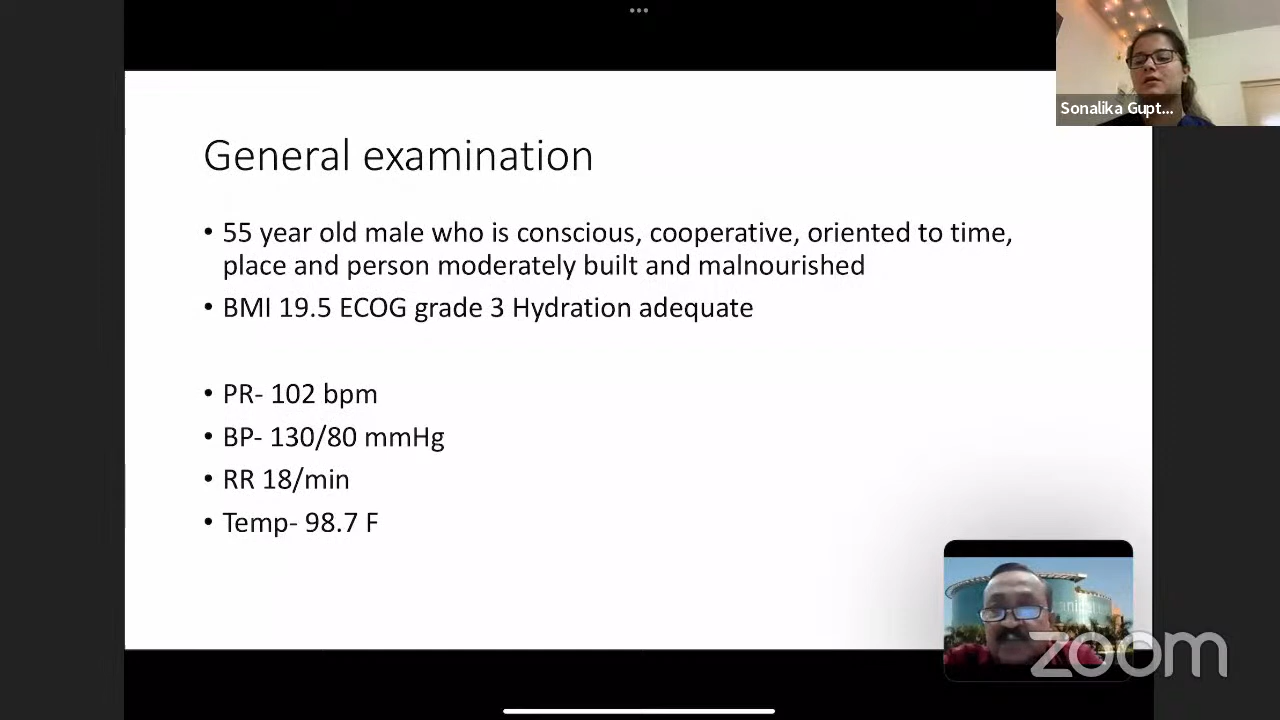 •••
Sonalika Gupt...
General examination
• 55 year old male who is conscious, cooperative, oriented to time,
place and person moderately built and malnourished
• BMI 19.5 ECOG grade 3 Hydration adequate
• PR- 102 bpm
• BP- 130/80 mmHg
• RR 18/min
• Temp- 98.7 F
zoom